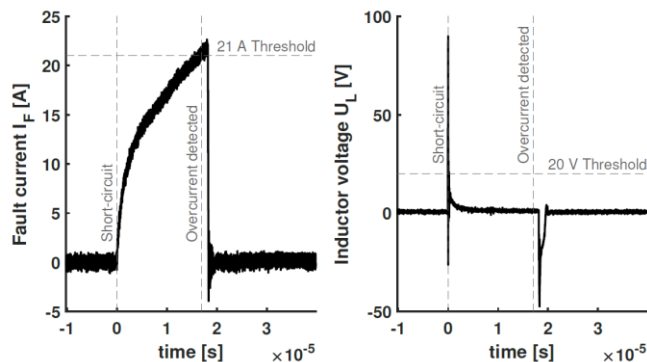 Fault current I_F [A]
25
20
15
10
5
0
-5
21 A Threshold
Short-circuit
Overcurrent detected
-1 0 1 2 3
time [s]
×10^-5
Inductor voltage U_L [V]
100
50
0
-50
20 V Threshold
Short-circuit
Overcurrent detected
-1 0 1 2 3
time [s]
×10^-5